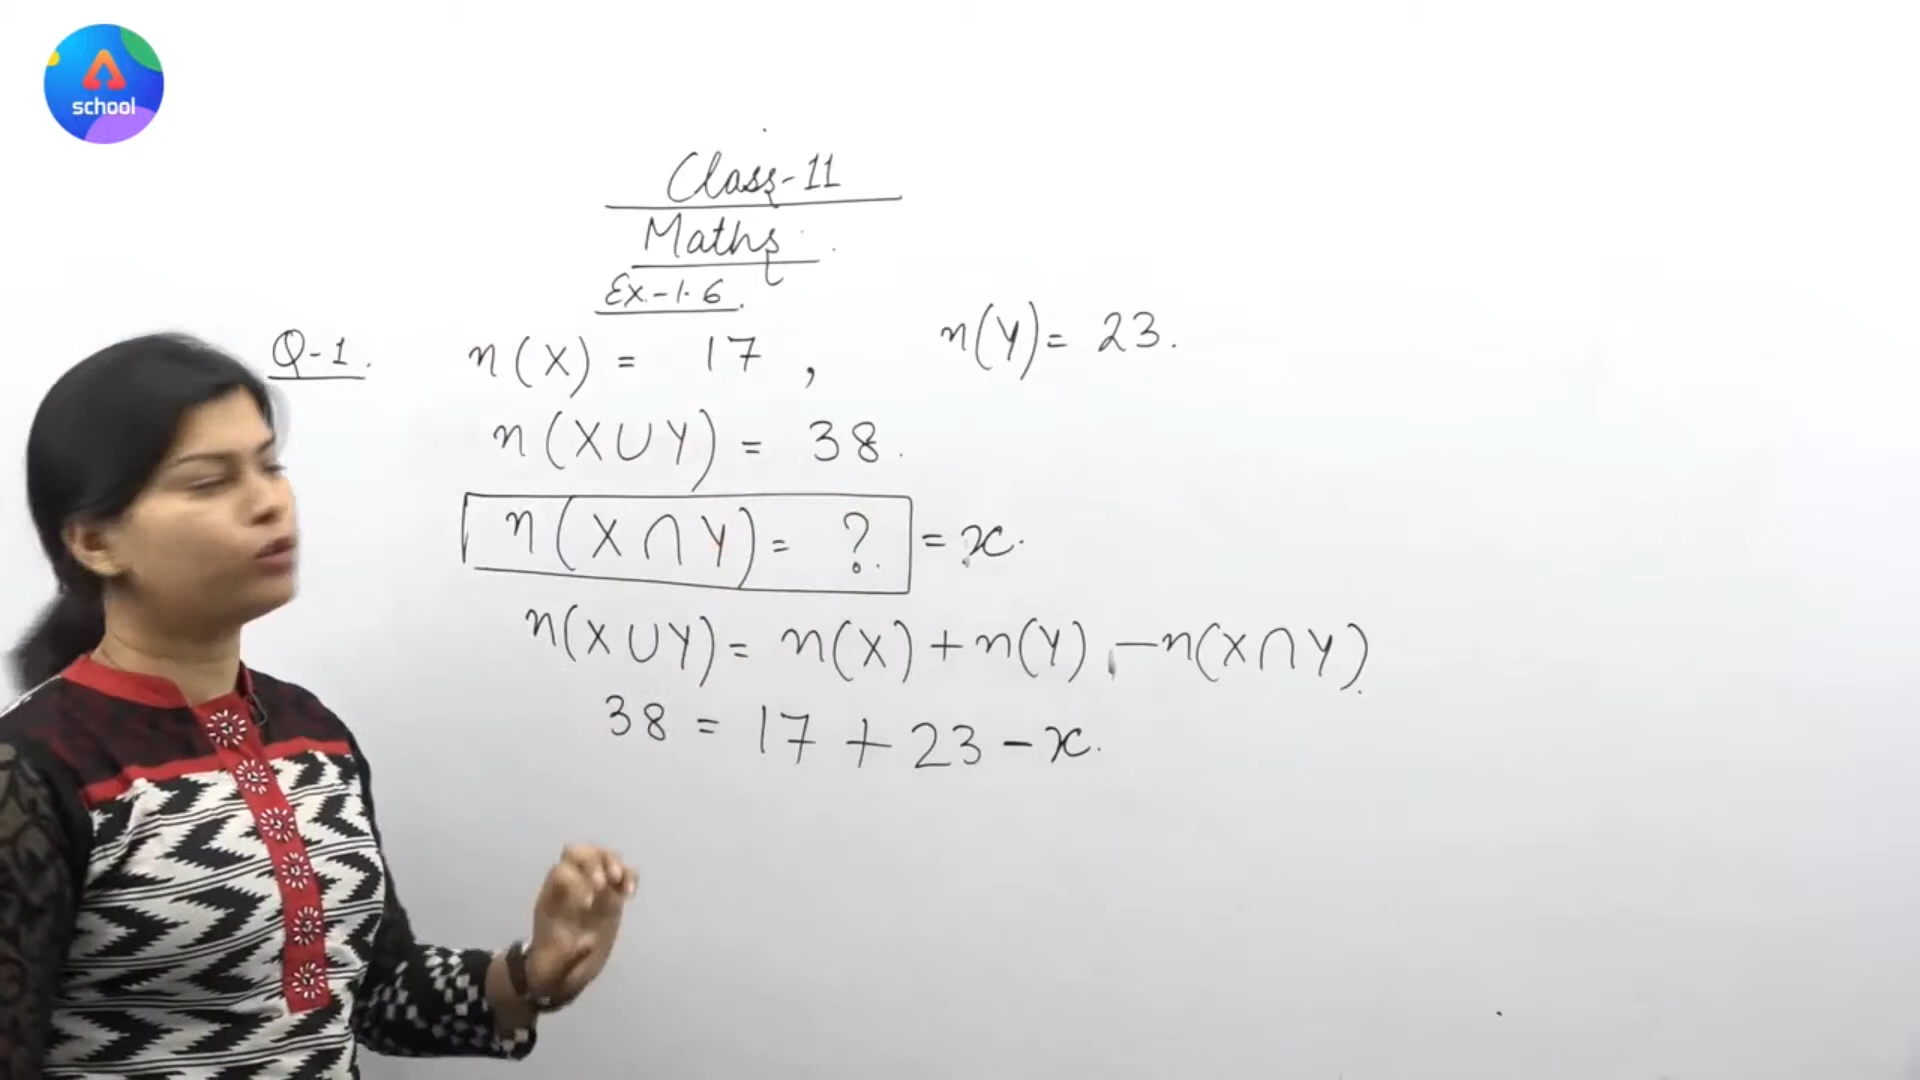 school
Class-11
Maths
Ex.-1.6.
Q-1. n(X) = 17, n(Y) = 23.
n(X∪Y) = 38.
n(X∩Y) = ? = x.
n(X∪Y) = n(X) + n(Y) - n(X∩Y).
38 = 17 + 23 - x.